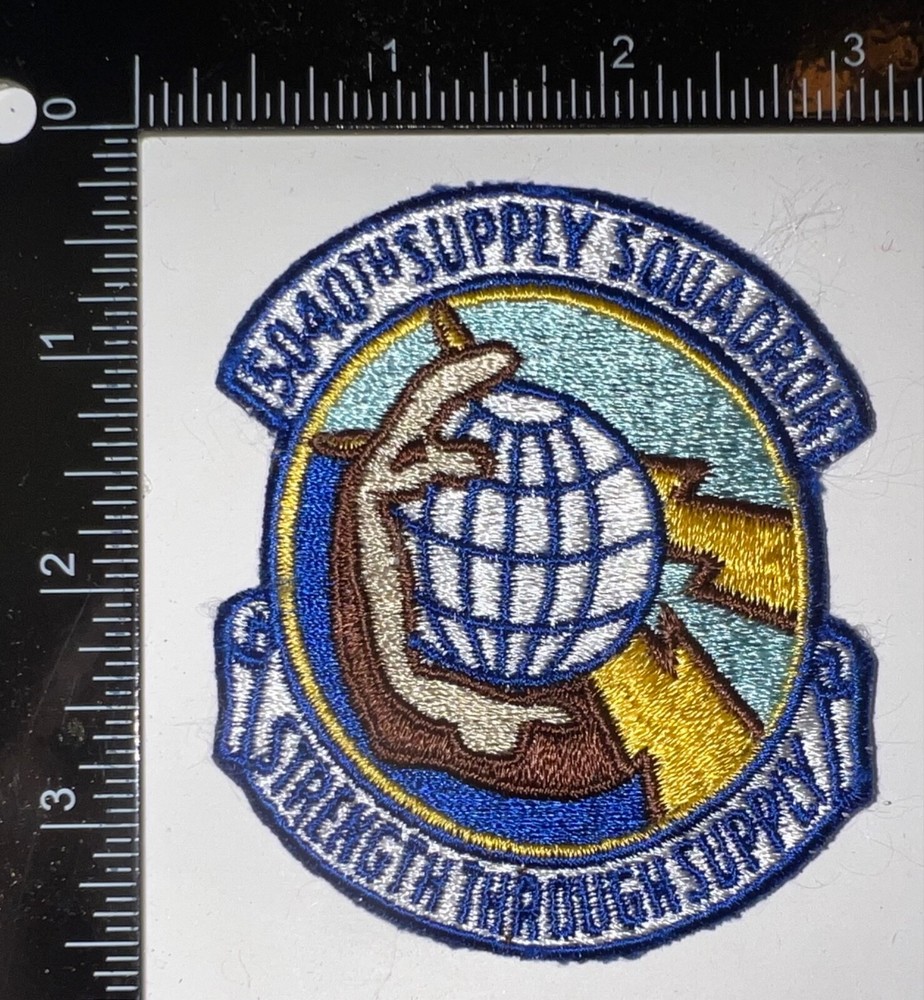 1 2 3
0
1
2
3
5040TH SUPPLY SQUADRON
STRENGTH THROUGH SUPPLY